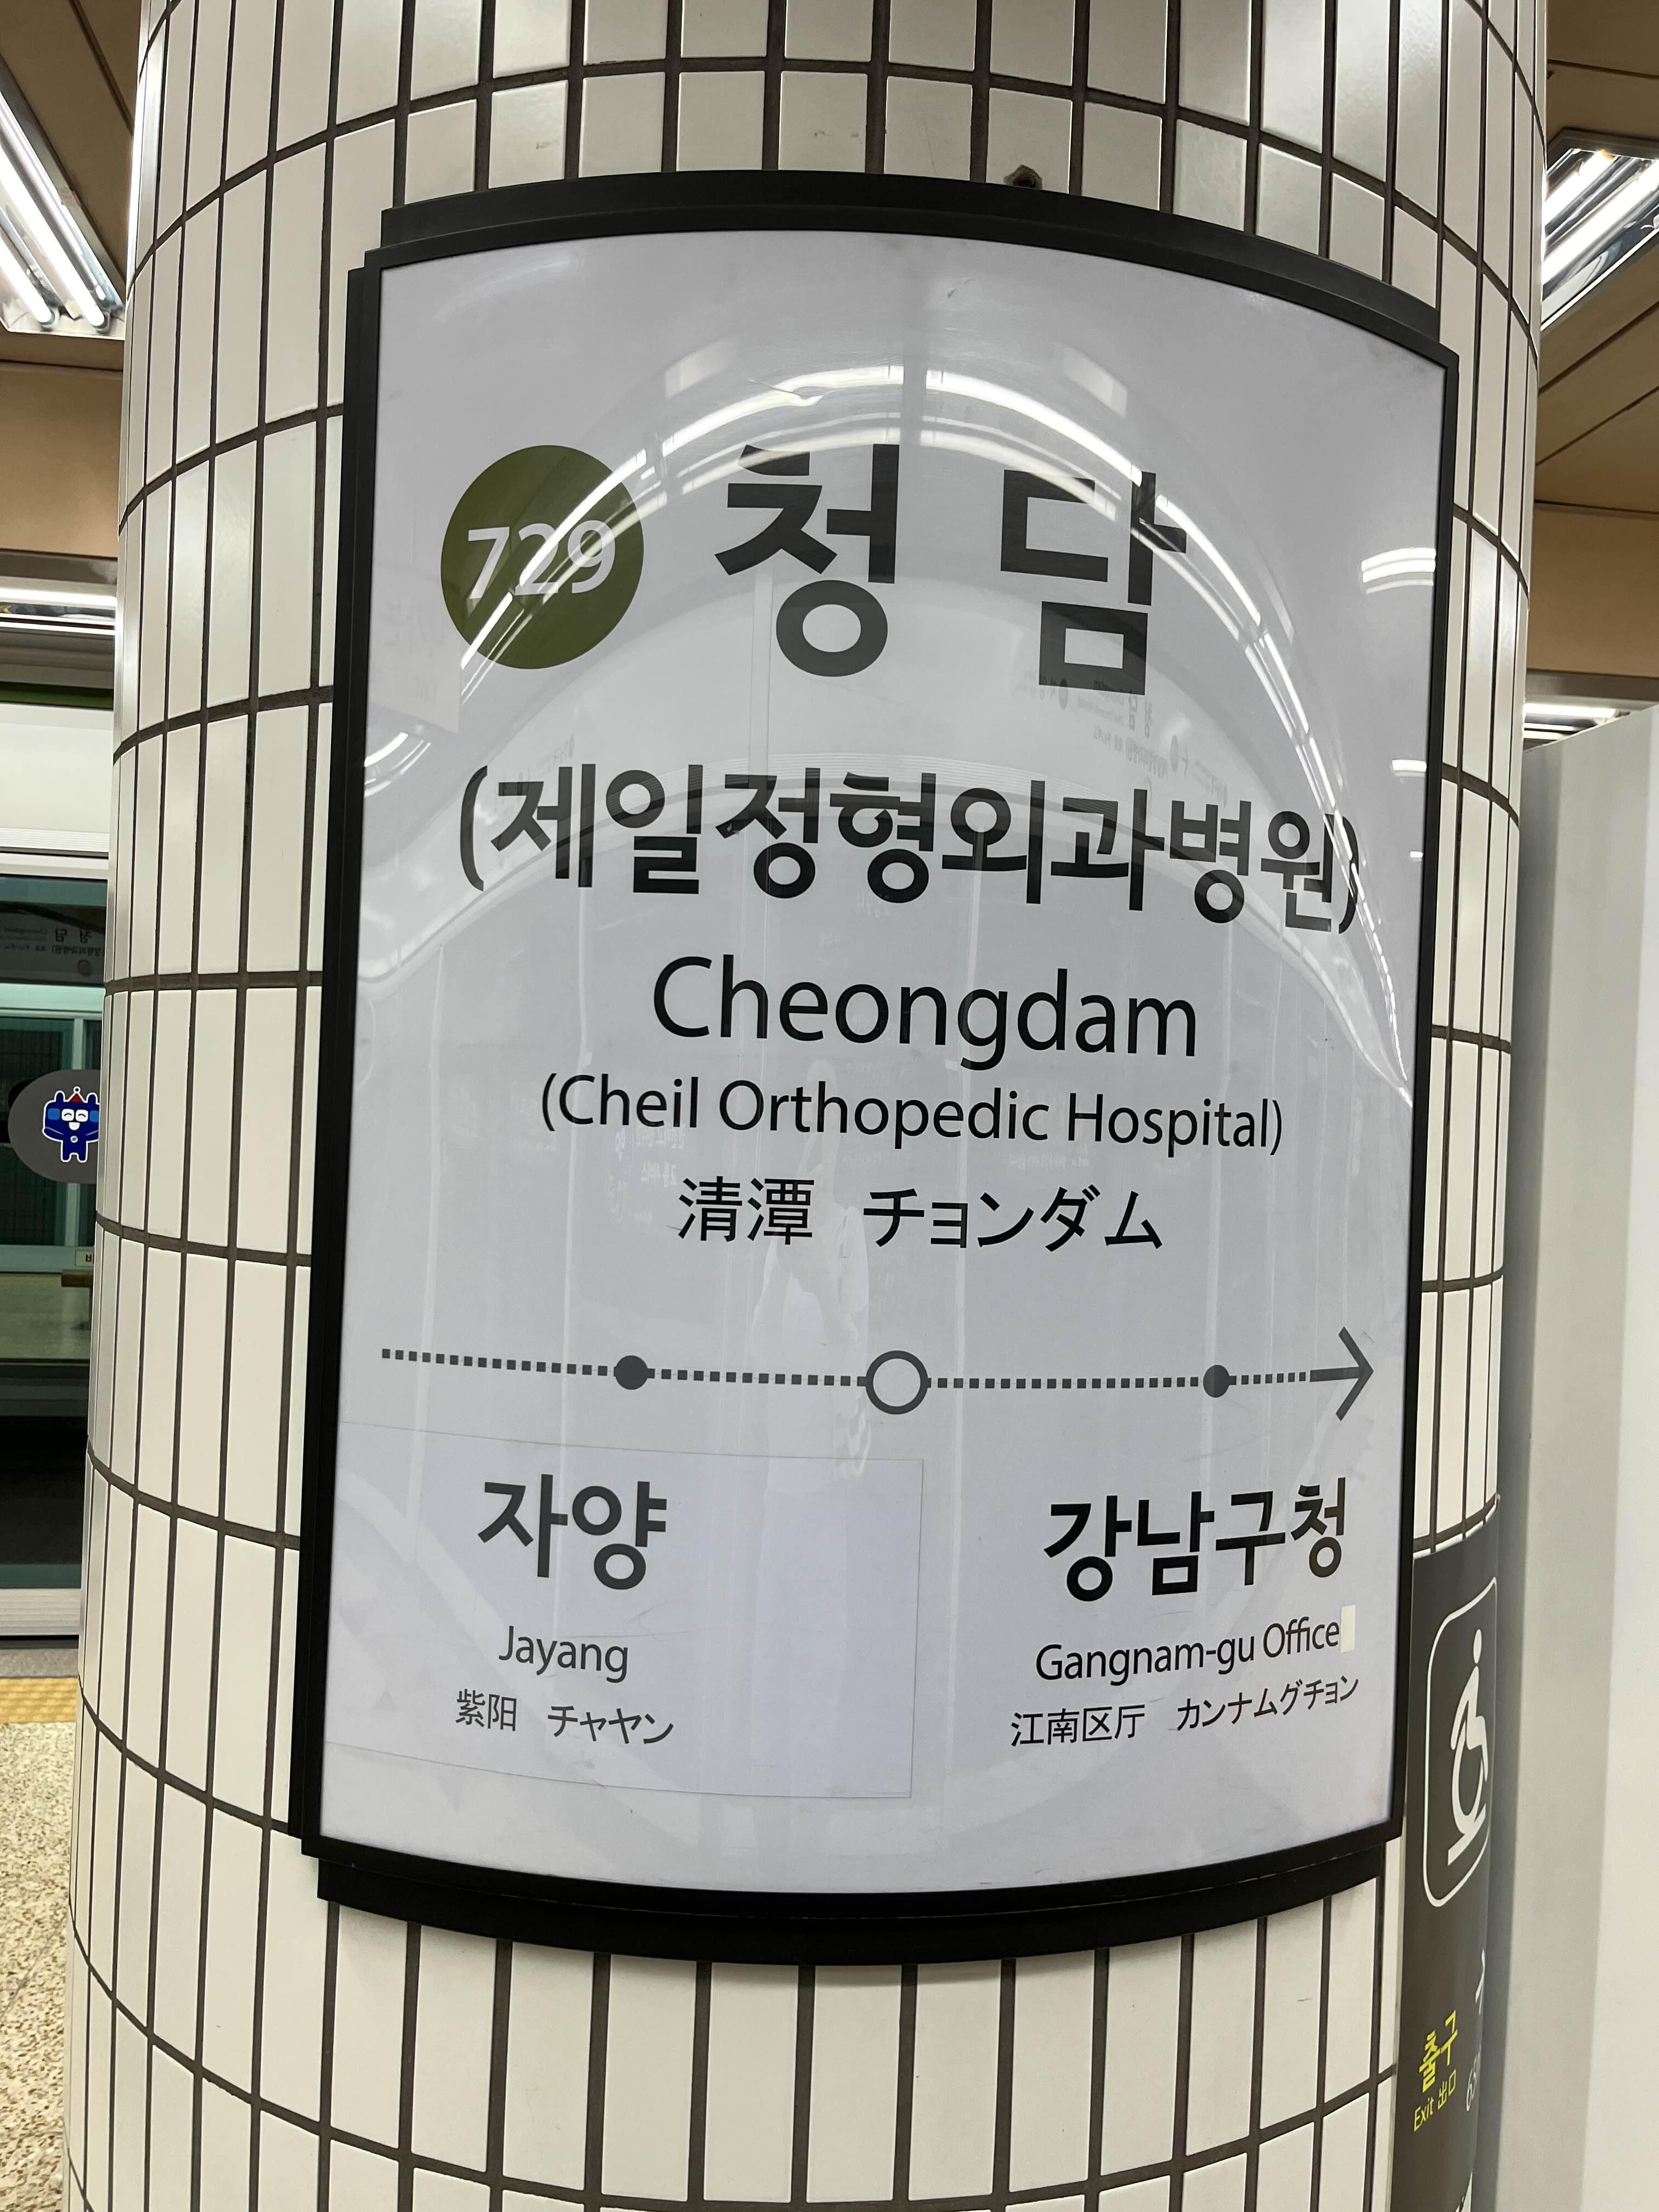 729 청담
(제일정형외과병원)
Cheongdam
(Cheil Orthopedic Hospital)
清潭 チョンダム
자양 강남구청
Jayang Gangnam-gu Office
紫阳 チャヤン 江南区厅 カンナムグチョン
출구
Exit 出口